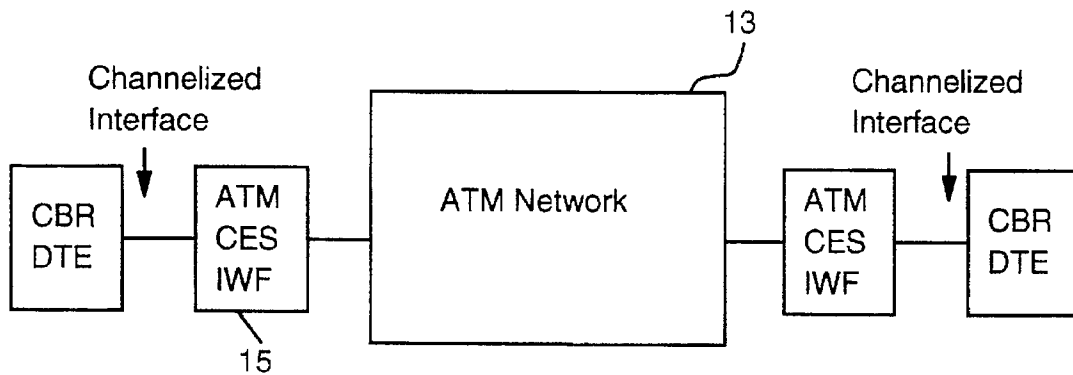 13
Channelized
Interface
Channelized
Interface
CBR
DTE
ATM
CES
IWF
ATM Network
ATM
CES
IWF
CBR
DTE
15